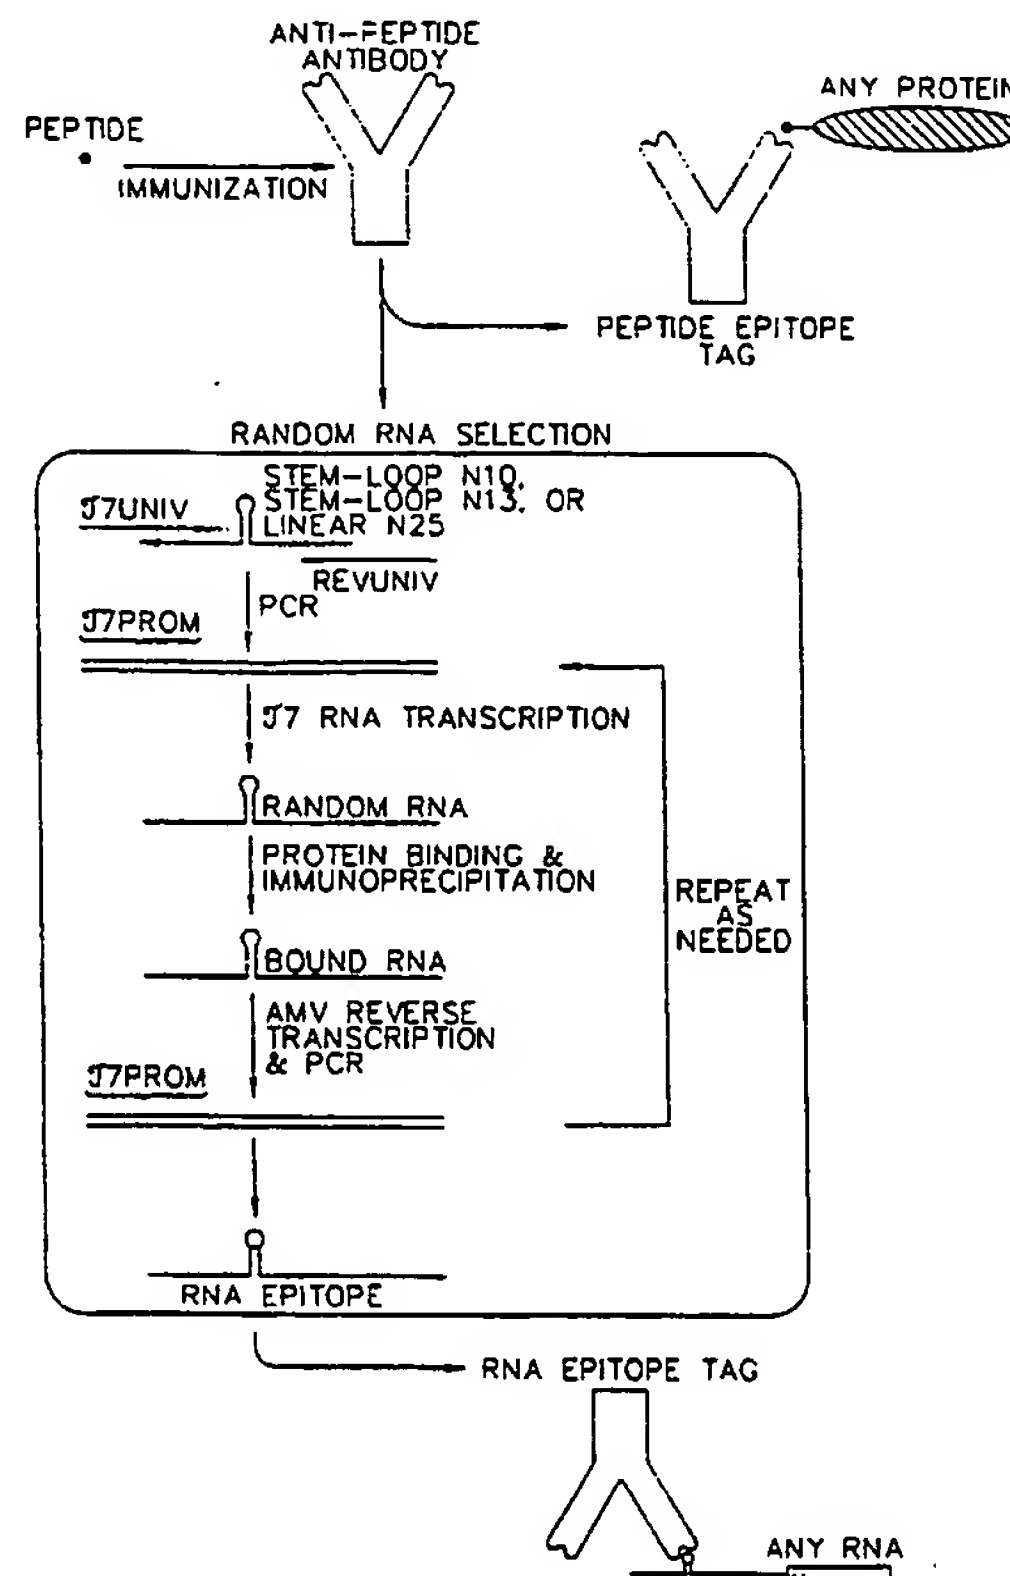 ANTI-PEPTIDE
ANTIBODY
ANY PROTEIN
PEPTIDE
IMMUNIZATION
PEPTIDE EPITOPE
TAG
RANDOM RNA SELECTION
STEM-LOOP N10,
STEM-LOOP N13, OR
LINEAR N25
T7UNIV
REVUNIV
PCR
T7PROM
T7 RNA TRANSCRIPTION
RANDOM RNA
PROTEIN BINDING &
IMMUNOPRECIPITATION
REPEAT
AS
NEEDED
BOUND RNA
AMV REVERSE
TRANSCRIPTION
& PCR
T7PROM
RNA EPITOPE
RNA EPITOPE TAG
ANY RNA